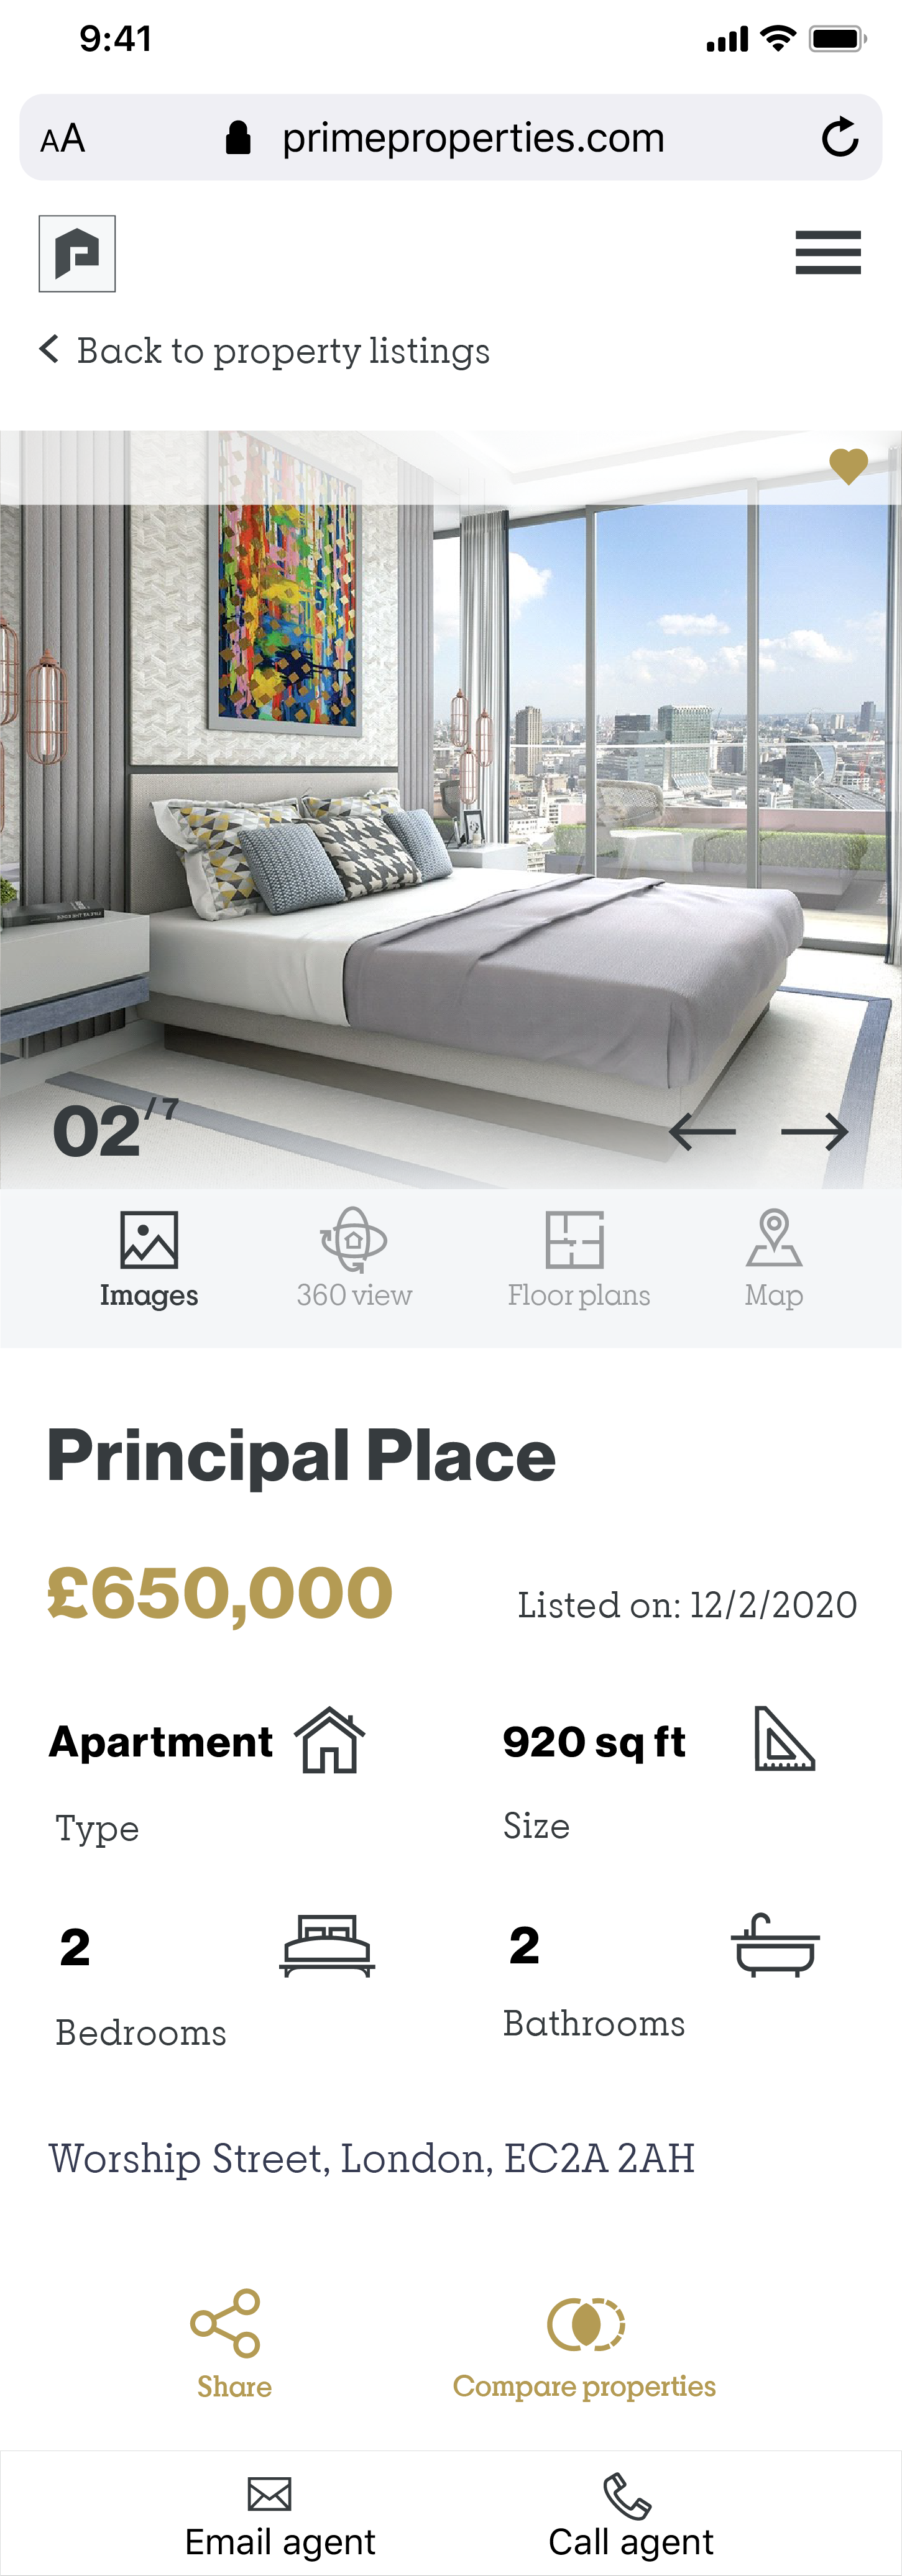 9:41
AA primeproperties.com
Back to property listings
02/7
Images 360 view Floor plans Map
Principal Place
£650,000 Listed on: 12/2/2020
Apartment 920 sq ft
Type Size
2 2
Bedrooms Bathrooms
Worship Street, London, EC2A 2AH
Share Compare properties
Email agent Call agent